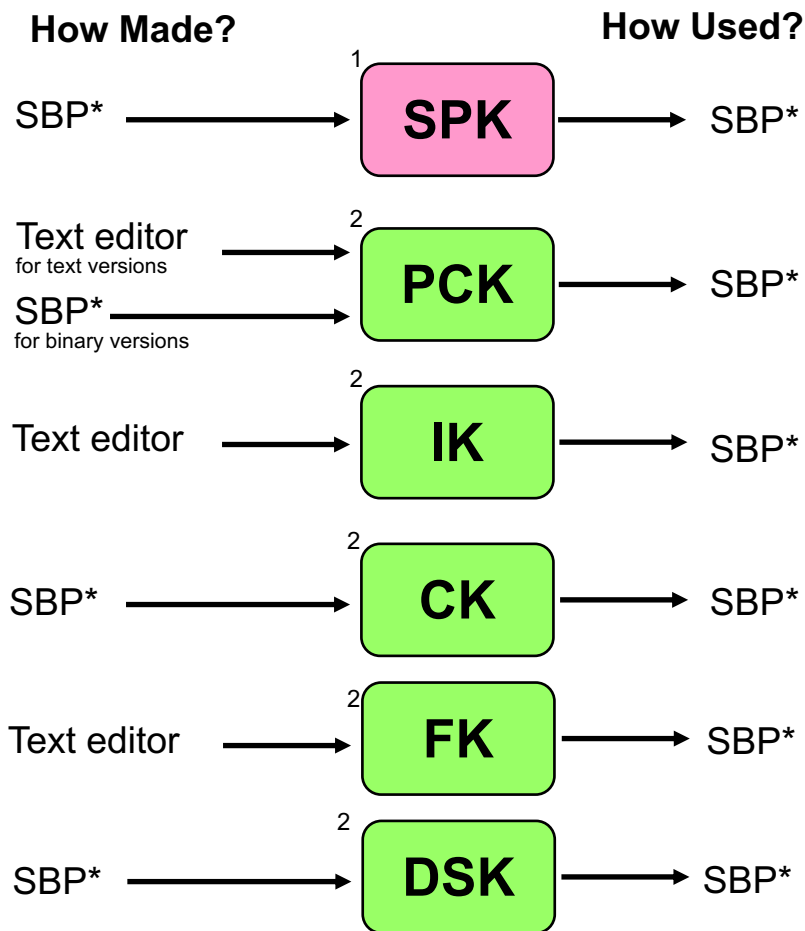 How Made?
How Used?
1
SBP*
SPK
SBP*
2
Text editor
for text versions
PCK
SBP*
SBP*
for binary versions
2
Text editor
IK
SBP*
2
SBP*
CK
SBP*
2
Text editor
FK
SBP*
2
SBP*
DSK
SBP*